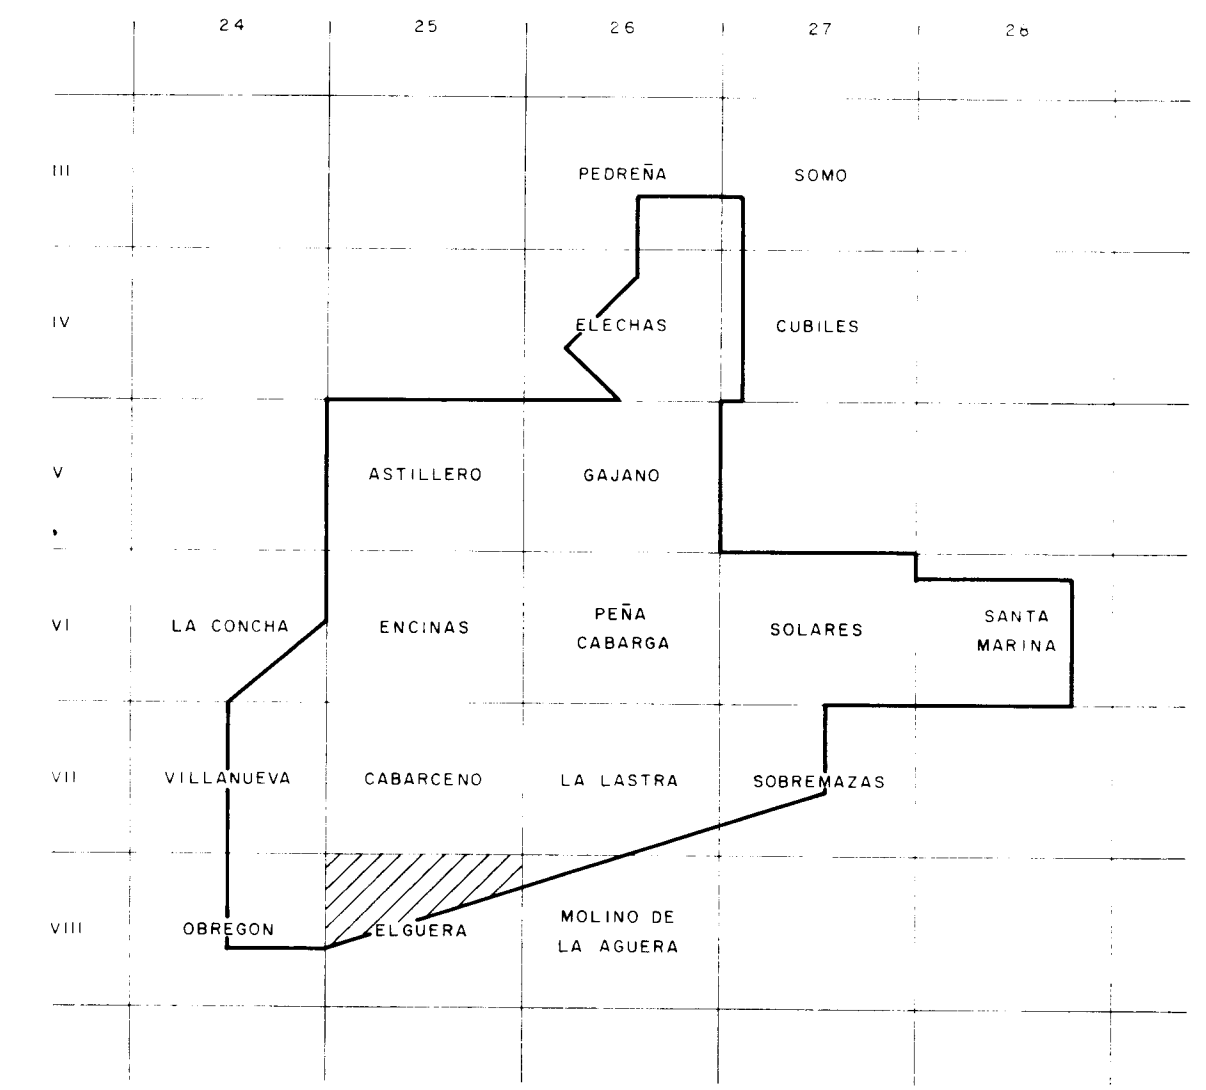 24 25 26 27 28
III PEDREÑA SOMO
IV ELECHAS CUBILES
V ASTILLERO GAJANO
PEÑA SANTA
VI LA CONCHA ENCINAS SOLARES
CABARGA MARINA
VII VILLANUEVA CABARCENO LA LASTRA SOBREMAZAS
MOLINO DE
VIII OBREGON ELGUERA
LA AGUERA